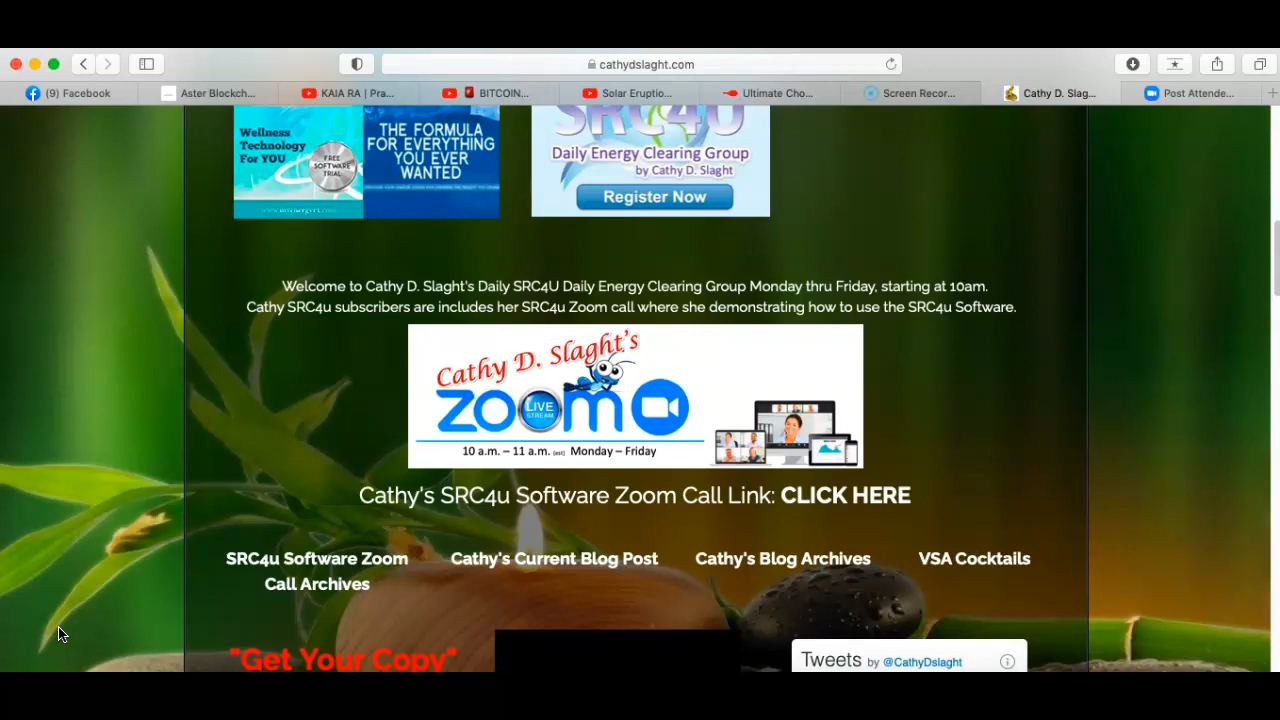 cathydslaght.com
(9) Facebook
Aster Blockch...
KAIA RA | Pra...
BITCOIN...
Solar Eruptio...
Ultimate Cho...
Screen Recor...
Cathy D. Slag...
Post Attende...
Wellness
Technology
For YOU
FREE
SOFTWARE
TRIAL
THE FORMULA
FOR EVERYTHING
YOU EVER
WANTED
SRC4U
Daily Energy Clearing Group
by Cathy D. Slaght
Register Now
Welcome to Cathy D. Slaght's Daily SRC4U Daily Energy Clearing Group Monday thru Friday, starting at 10am.
Cathy SRC4u subscribers are includes her SRC4u Zoom call where she demonstrating how to use the SRC4u Software.
Cathy D. Slaght's
ZOOM
LIVE
STREAM
10 a.m. – 11 a.m. (est) Monday – Friday
Cathy's SRC4u Software Zoom Call Link: CLICK HERE
SRC4u Software Zoom
Call Archives
Cathy's Current Blog Post
Cathy's Blog Archives
VSA Cocktails
"Get Your Copy"
Tweets by @CathyDslaght